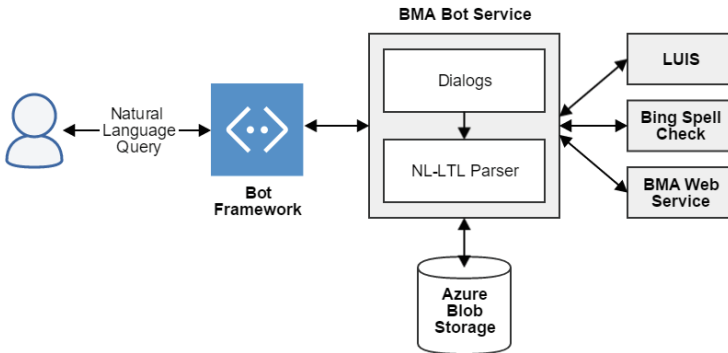 BMA Bot Service
Dialogs
NL-LTL Parser
Natural
Language
Query
Bot
Framework
LUIS
Bing Spell
Check
BMA Web
Service
Azure
Blob
Storage